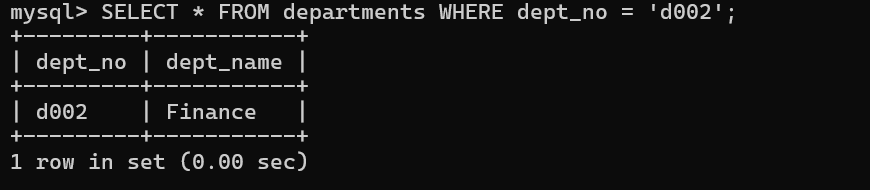 mysql> SELECT * FROM departments WHERE dept_no = 'd002';
+---------+-----------+
| dept_no | dept_name |
+---------+-----------+
| d002    | Finance   |
+---------+-----------+
1 row in set (0.00 sec)